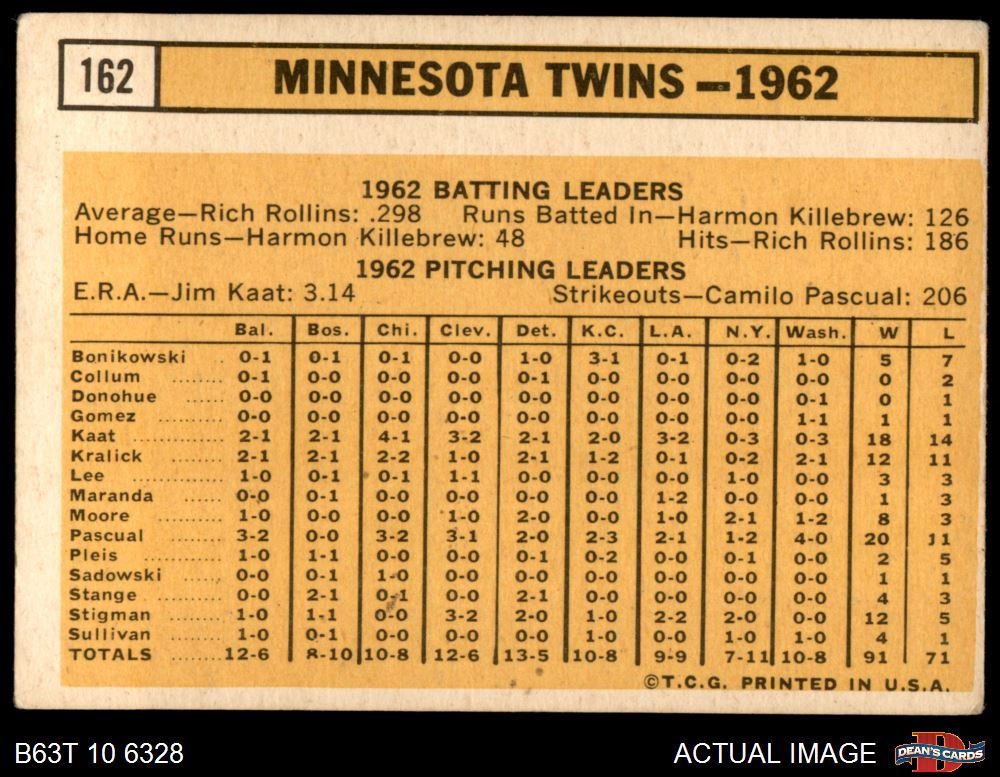 162 MINNESOTA TWINS — 1962
1962 BATTING LEADERS
Average—Rich Rollins: .298 Runs Batted In—Harmon Killebrew: 126
Home Runs—Harmon Killebrew: 48 Hits—Rich Rollins: 186
1962 PITCHING LEADERS
E.R.A.—Jim Kaat: 3.14 Strikeouts—Camilo Pascual: 206
Bal. Bos. Chi. Clev. Det. K.C. L.A. N.Y. Wash. W L
Bonikowski .. 0-1 0-1 0-1 0-0 1-0 3-1 0-1 0-2 1-0 5 7
Collum ....... 0-1 0-0 0-0 0-0 0-1 0-0 0-0 0-0 0-0 0 2
Donohue ..... 0-0 0-0 0-0 0-0 0-0 0-0 0-0 0-0 0-1 0 1
Gomez ....... 0-0 0-0 0-0 0-0 0-0 0-0 0-0 0-0 1-1 1 1
Kaat ............ 2-1 2-1 4-1 3-2 2-1 2-0 3-2 0-3 0-3 18 14
Kralick ........ 2-1 2-1 2-2 1-0 2-1 1-2 0-1 0-2 2-1 12 11
Lee ............ 1-0 0-1 0-1 1-1 0-0 0-0 0-0 1-0 0-0 3 3
Maranda ...... 0-0 0-1 0-0 0-0 0-0 0-0 1-2 0-0 0-0 1 3
Moore ......... 1-0 0-0 0-0 1-0 2-0 0-0 1-0 2-1 1-2 8 3
Pascual ....... 3-2 0-0 3-2 3-1 2-0 2-3 2-1 1-2 4-0 20 11
Pleis .......... 1-0 1-1 0-0 0-0 0-1 0-2 0-0 0-1 0-0 2 5
Sadowski ..... 0-0 0-1 1-0 0-0 0-0 0-0 0-0 0-0 0-0 1 1
Stange ........ 0-0 2-1 0-1 0-0 2-1 0-0 0-0 0-0 0-0 4 3
Stigman ....... 1-0 1-1 0-0 3-2 2-0 1-0 2-2 2-0 0-0 12 5
Sullivan ....... 1-0 0-1 0-0 0-0 0-0 1-0 0-0 1-0 1-0 4 1
TOTALS ....... 12-6 8-10 10-8 12-6 13-5 10-8 9-9 7-11 10-8 91 71
©T.C.G. PRINTED IN U.S.A.
B63T 10 6328 ACTUAL IMAGE DEAN'S CARDS